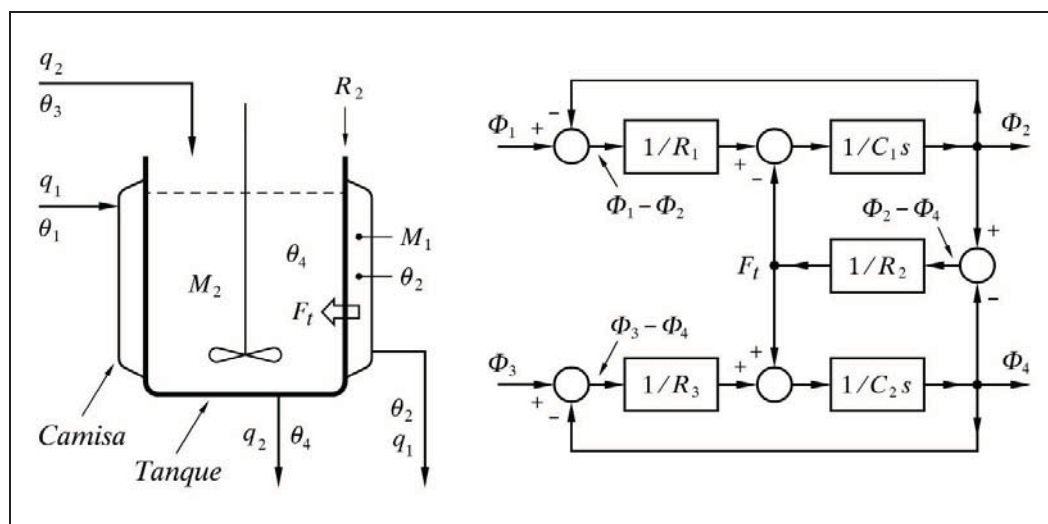 q₂
θ₃
R₂
q₁
θ₁
θ₄
M₁
M₂
θ₂
Fₜ
Camisa
Tanque
q₂ θ₄
θ₂
q₁
−
Φ₁ + 1/R₁ + 1/C₁s Φ₂
−
Φ₁ − Φ₂
Φ₂ − Φ₄
+
Fₜ 1/R₂
−
Φ₃ − Φ₄
+
Φ₃ + 1/R₃ + 1/C₂s Φ₄
−